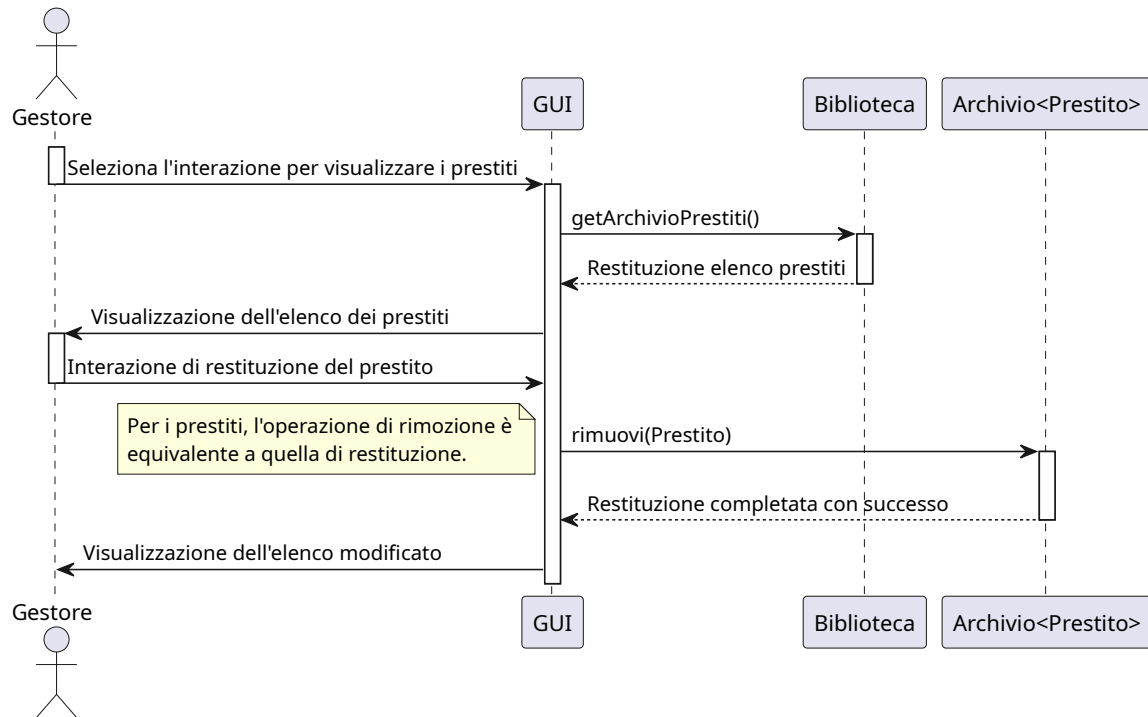 Gestore
GUI
Biblioteca
Archivio<Prestito>
Seleziona l'interazione per visualizzare i prestiti
getArchivioPrestiti()
Restituzione elenco prestiti
Visualizzazione dell'elenco dei prestiti
Interazione di restituzione del prestito
Per i prestiti, l'operazione di rimozione è
equivalente a quella di restituzione.
rimuovi(Prestito)
Restituzione completata con successo
Visualizzazione dell'elenco modificato
Gestore
GUI
Biblioteca
Archivio<Prestito>